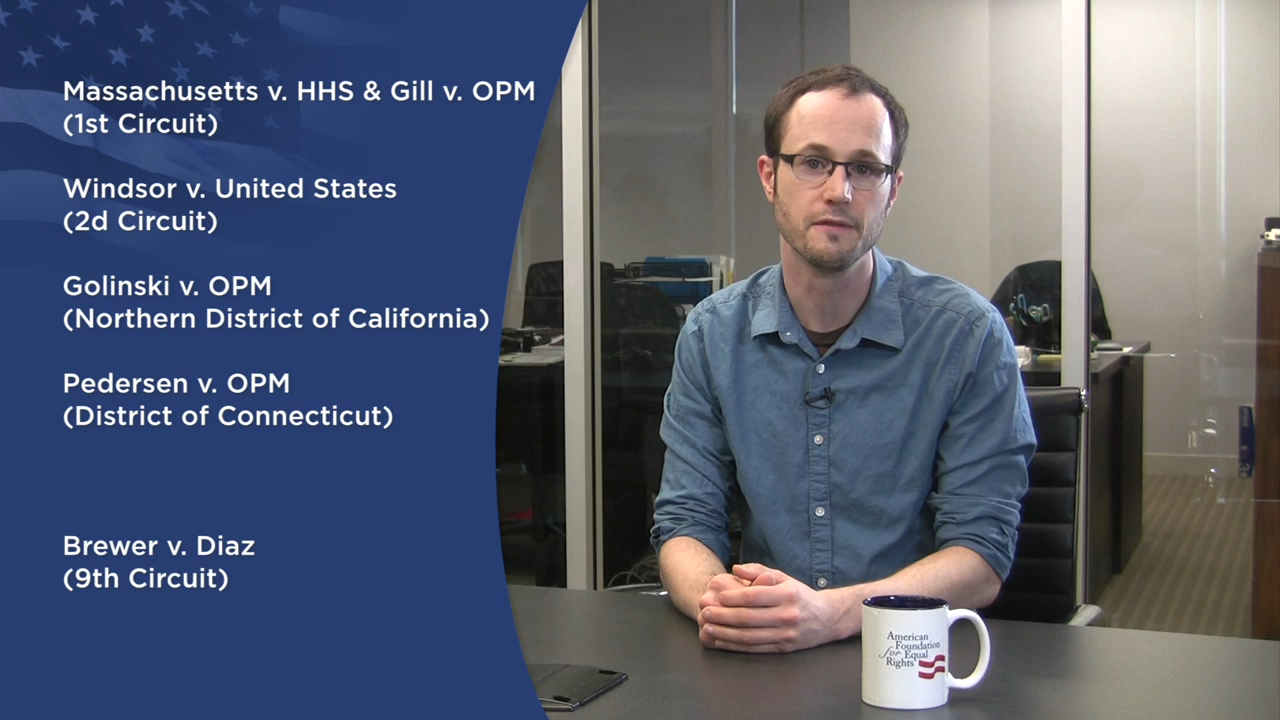 Massachusetts v. HHS & Gill v. OPM
(1st Circuit)
Windsor v. United States
(2d Circuit)
Golinski v. OPM
(Northern District of California)
Pedersen v. OPM
(District of Connecticut)
Brewer v. Diaz
(9th Circuit)
American
Foundation
for Equal
Rights